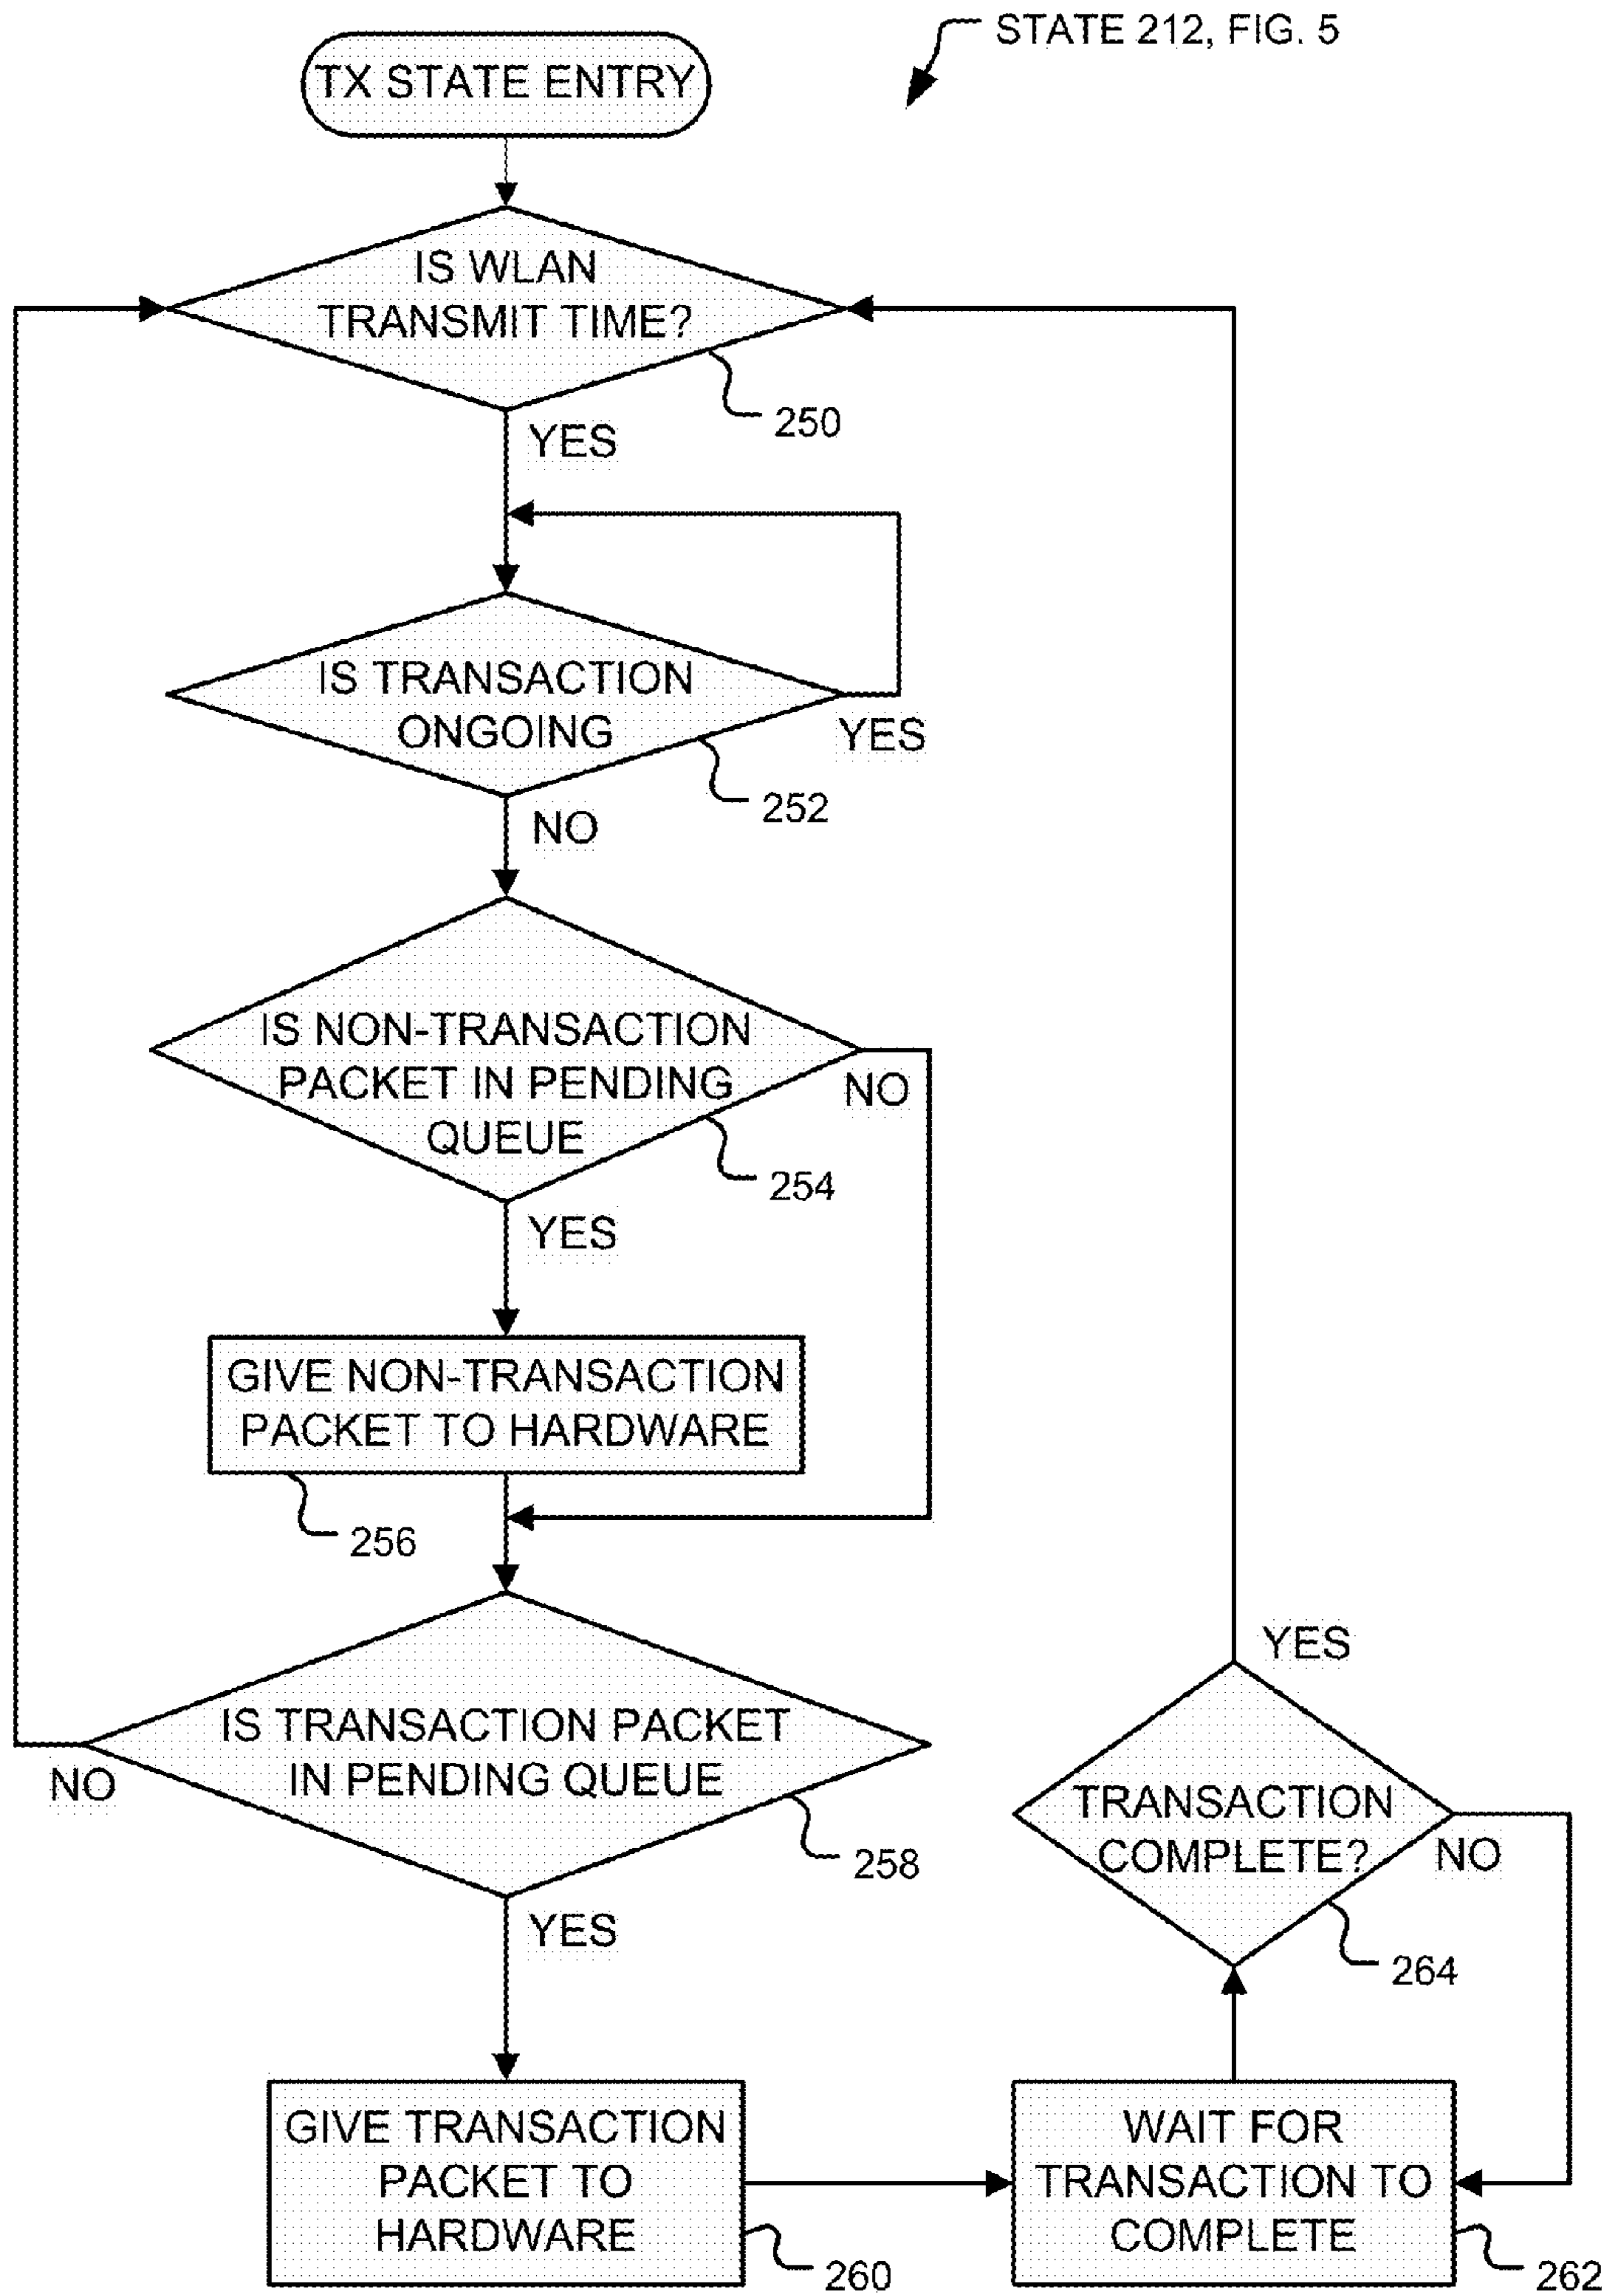 STATE 212, FIG. 5
TX STATE ENTRY
IS WLAN
TRANSMIT TIME?
250
YES
IS TRANSACTION
ONGOING
YES
252
NO
IS NON-TRANSACTION
PACKET IN PENDING
QUEUE
NO
254
YES
GIVE NON-TRANSACTION
PACKET TO HARDWARE
256
IS TRANSACTION PACKET
IN PENDING QUEUE
NO
258
YES
GIVE TRANSACTION
PACKET TO
HARDWARE
260
WAIT FOR
TRANSACTION TO
COMPLETE
262
TRANSACTION
COMPLETE?
NO
264
YES